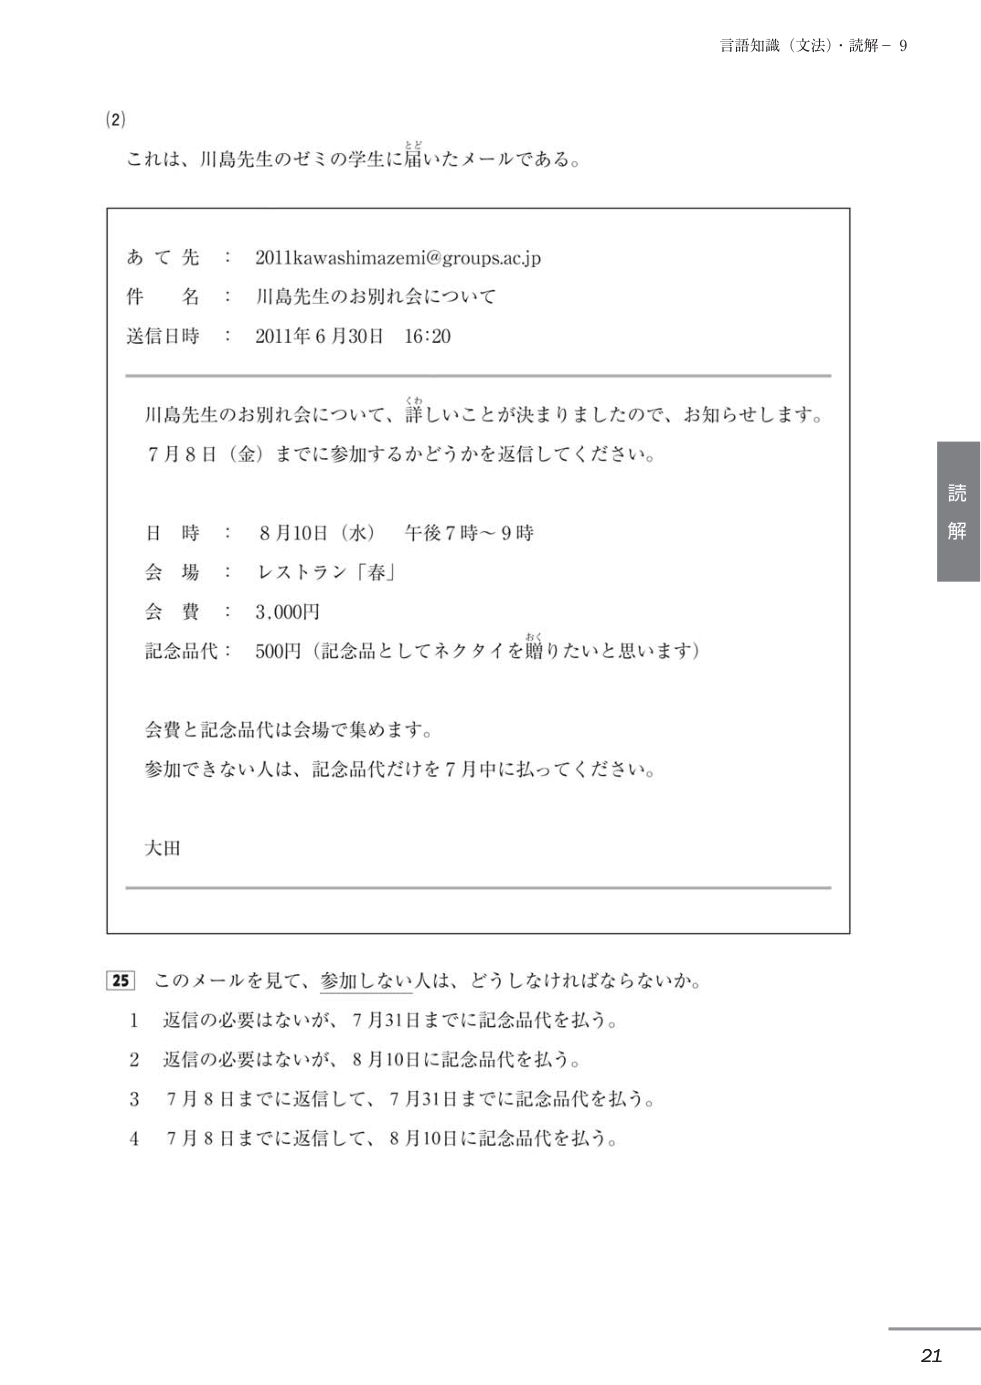 言語知識（文法）・読解－ 9
(2)
これは、川島先生のゼミの学生に届いたメールである。
とど
あ て 先　：　2011kawashimazemi@groups.ac.jp
件　　名　：　川島先生のお別れ会について
送信日時　：　2011年６月30日　16:20
川島先生のお別れ会について、詳しいことが決まりましたので、お知らせします。
くわ
７月８日（金）までに参加するかどうかを返信してください。
日　時　：　８月10日（水）　午後７時～９時
会　場　：　レストラン「春」
会　費　：　3,000円
記念品代：　500円（記念品としてネクタイを贈りたいと思います）
おく
会費と記念品代は会場で集めます。
参加できない人は、記念品代だけを７月中に払ってください。
大田
読解
25　このメールを見て、参加しない人は、どうしなければならないか。
1　返信の必要はないが、７月31日までに記念品代を払う。
2　返信の必要はないが、８月10日に記念品代を払う。
3　７月８日までに返信して、７月31日までに記念品代を払う。
4　７月８日までに返信して、８月10日に記念品代を払う。
21